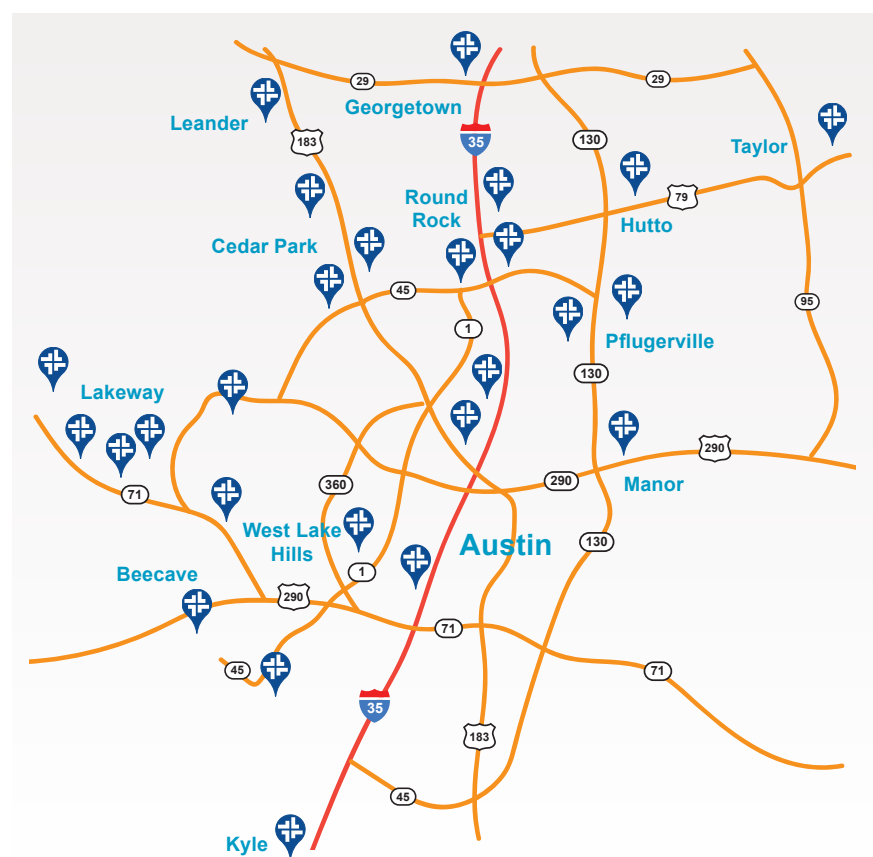 29
29
Georgetown
Leander
183
35
130
Taylor
Round
Rock
79
Hutto
Cedar Park
45
95
1
Pflugerville
130
Lakeway
290
360
290
Manor
71
West Lake
Hills
Austin
130
Beecave
1
290
71
45
71
35
183
45
Kyle